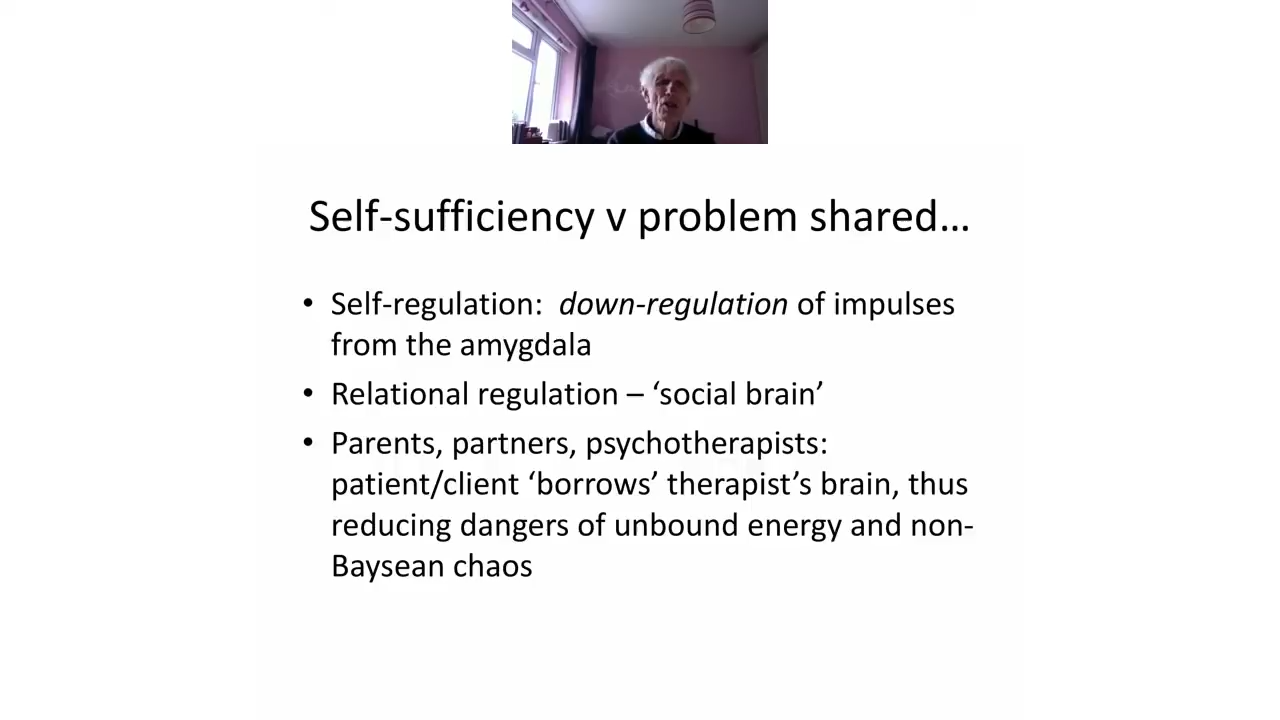 Self-sufficiency v problem shared…
• Self-regulation: down-regulation of impulses
from the amygdala
• Relational regulation – ‘social brain’
• Parents, partners, psychotherapists:
patient/client ‘borrows’ therapist’s brain, thus
reducing dangers of unbound energy and non-
Baysean chaos